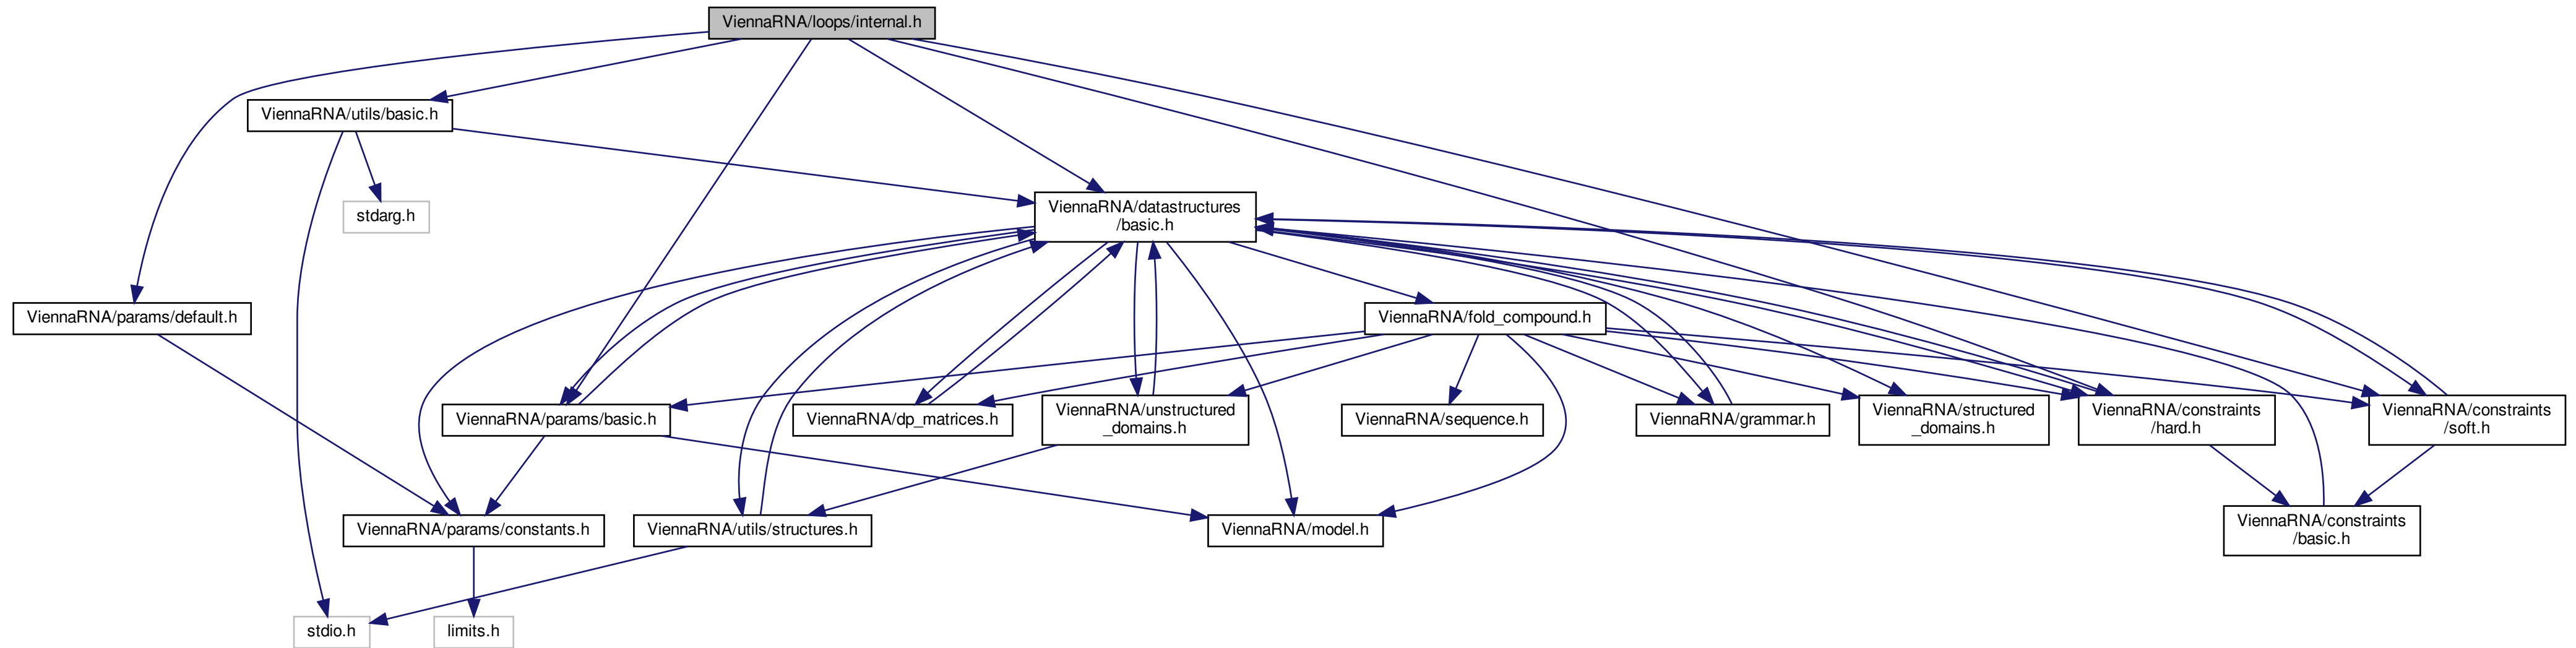 ViennaRNA/loops/internal.h
ViennaRNA/utils/basic.h
stdarg.h
ViennaRNA/datastructures
/basic.h
ViennaRNA/params/default.h
ViennaRNA/fold_compound.h
ViennaRNA/params/basic.h
ViennaRNA/dp_matrices.h
ViennaRNA/unstructured
_domains.h
ViennaRNA/sequence.h
ViennaRNA/grammar.h
ViennaRNA/structured
_domains.h
ViennaRNA/constraints
/hard.h
ViennaRNA/constraints
/soft.h
ViennaRNA/params/constants.h
ViennaRNA/utils/structures.h
ViennaRNA/model.h
ViennaRNA/constraints
/basic.h
stdio.h
limits.h